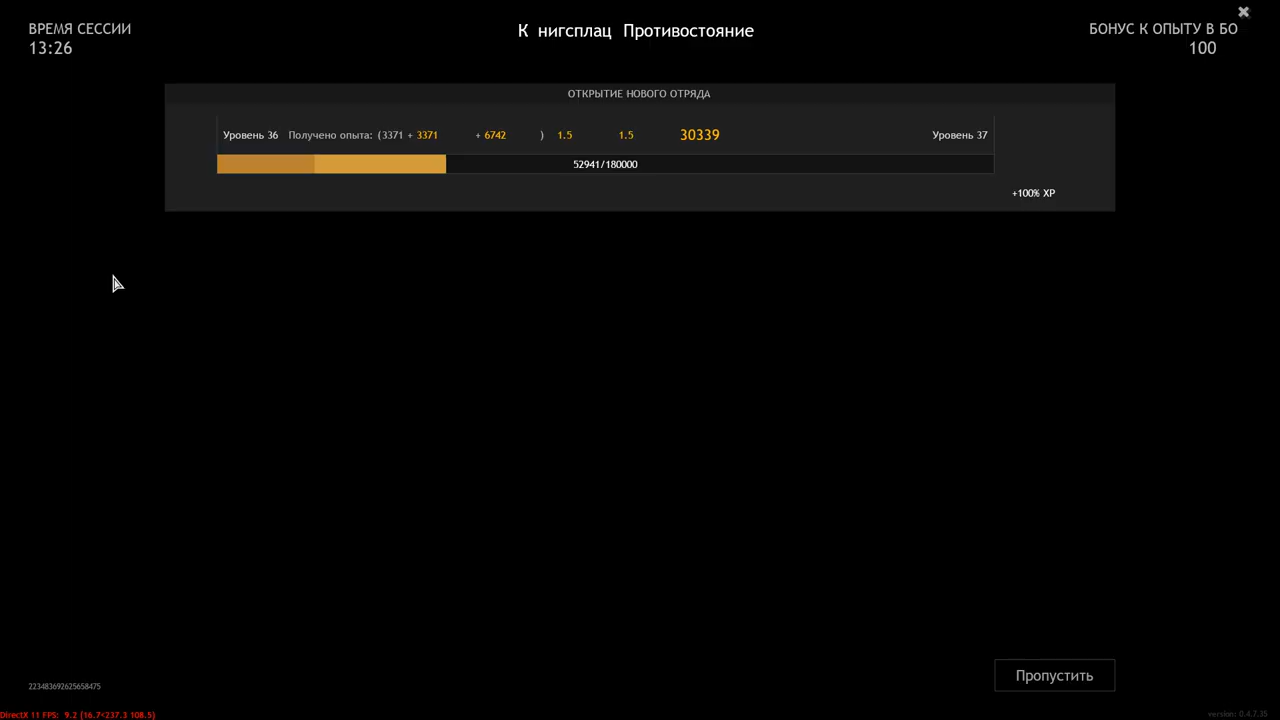 ВРЕМЯ СЕССИИ
13:26
К нигсплац Противостояние
БОНУС К ОПЫТУ В БО
100
ОТКРЫТИЕ НОВОГО ОТРЯДА
Уровень 36 Получено опыта: (3371 + 3371 + 6742 ) 1.5 1.5 30339 Уровень 37
52941/180000
+100% XP
Пропустить
223483692625658475
DirectX 11 FPS: 9.2 (16.7<237.3 108.5)
version: 0.4.7.35